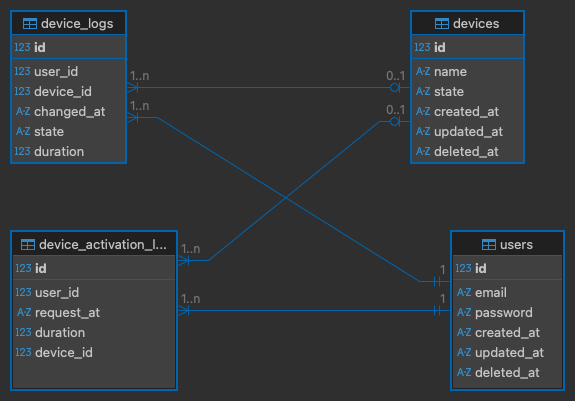 device_logs
123 id
123 user_id
123 device_id
A-Z changed_at
A-Z state
123 duration
devices
123 id
A-Z name
A-Z state
A-Z created_at
A-Z updated_at
A-Z deleted_at
1..n
0..1
1..n
0..1
device_activation_l...
123 id
123 user_id
A-Z request_at
123 duration
123 device_id
users
123 id
A-Z email
A-Z password
A-Z created_at
A-Z updated_at
A-Z deleted_at
1..n
1
1..n
1